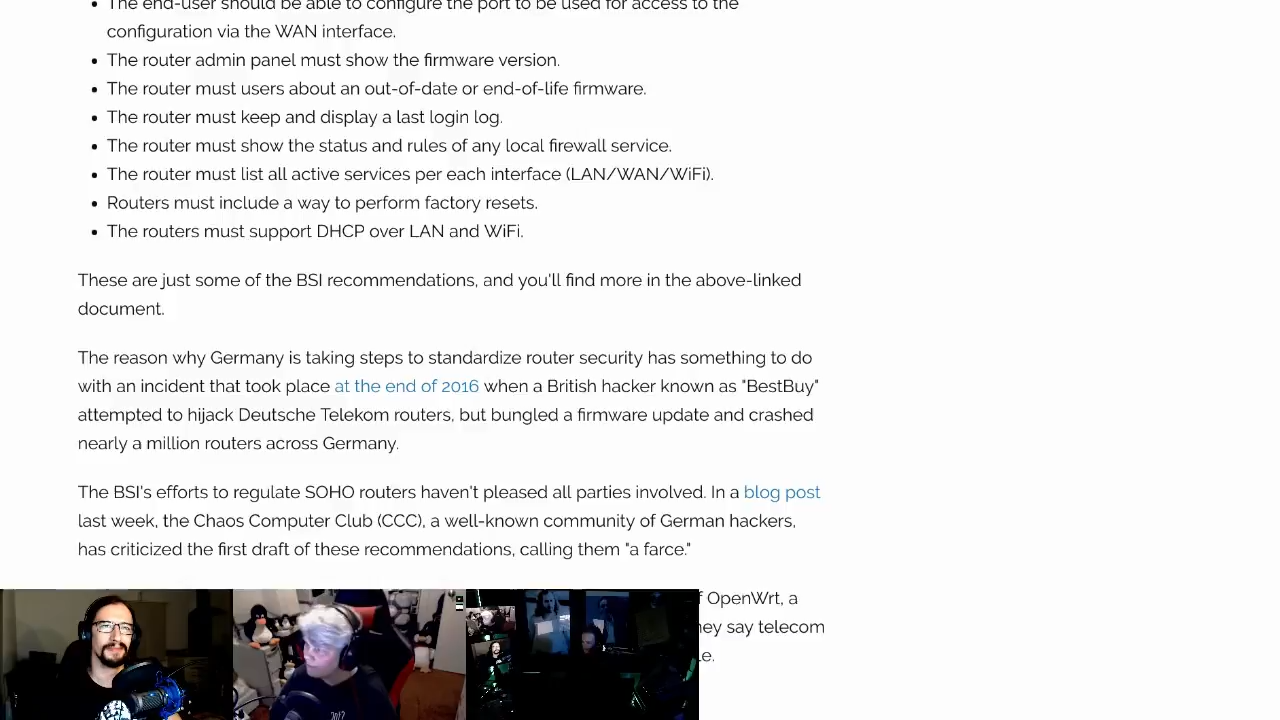 The end-user should be able to configure the port to be used for access to the
configuration via the WAN interface.
The router admin panel must show the firmware version.
The router must users about an out-of-date or end-of-life firmware.
The router must keep and display a last login log.
The router must show the status and rules of any local firewall service.
The router must list all active services per each interface (LAN/WAN/WiFi).
Routers must include a way to perform factory resets.
The routers must support DHCP over LAN and WiFi.
These are just some of the BSI recommendations, and you'll find more in the above-linked
document.
The reason why Germany is taking steps to standardize router security has something to do
with an incident that took place at the end of 2016 when a British hacker known as "BestBuy"
attempted to hijack Deutsche Telekom routers, but bungled a firmware update and crashed
nearly a million routers across Germany.
The BSI's efforts to regulate SOHO routers haven't pleased all parties involved. In a blog post
last week, the Chaos Computer Club (CCC), a well-known community of German hackers,
has criticized the first draft of these recommendations, calling them "a farce."
OpenWrt, a
say telecom